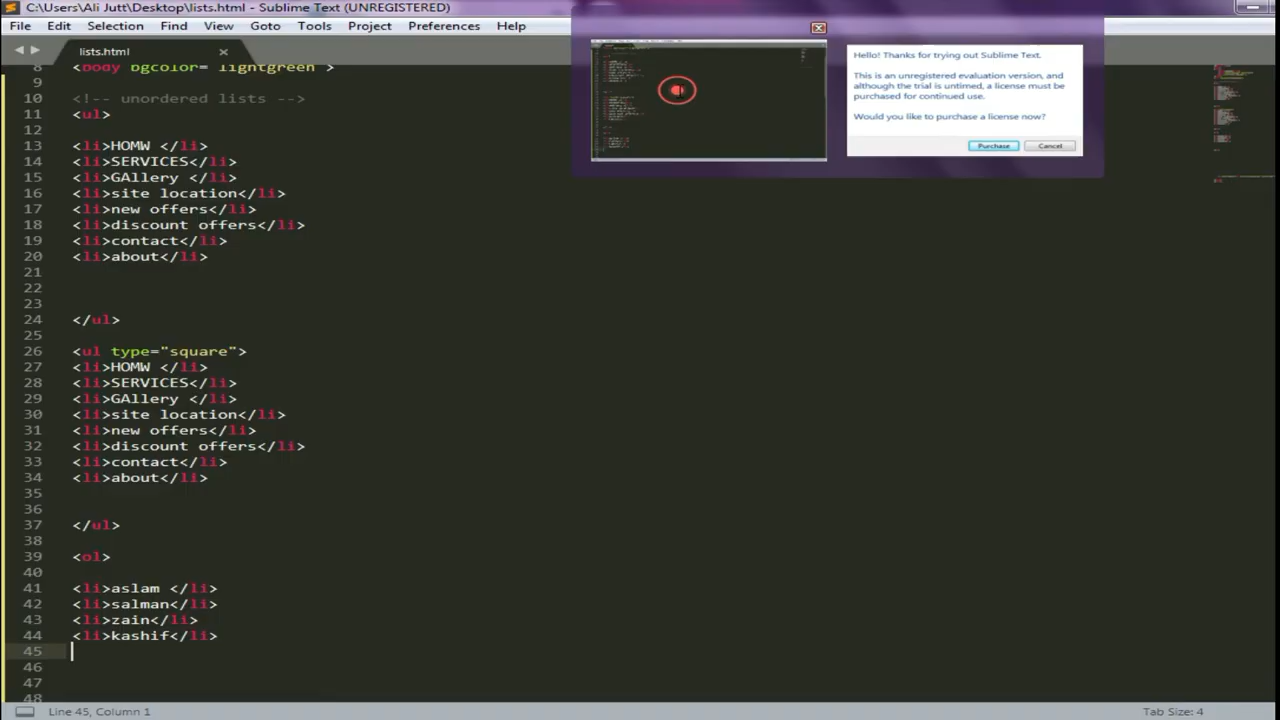 C:\Users\Ali Jutt\Desktop\lists.html - Sublime Text (UNREGISTERED)
File Edit Selection Find View Goto Tools Project Preferences Help
lists.html
Hello! Thanks for trying out Sublime Text.
This is an unregistered evaluation version, and
although the trial is untimed, a license must be
purchased for continued use.
Would you like to purchase a license now?
Purchase Cancel
8 <body bgcolor="lightgreen">
9
10 <!-- unordered lists -->
11 <ul>
12
13 <li>HOMW </li>
14 <li>SERVICES</li>
15 <li>GAllery </li>
16 <li>site location</li>
17 <li>new offers</li>
18 <li>discount offers</li>
19 <li>contact</li>
20 <li>about</li>
21
22
23
24 </ul>
25
26 <ul type="square">
27 <li>HOMW </li>
28 <li>SERVICES</li>
29 <li>GAllery </li>
30 <li>site location</li>
31 <li>new offers</li>
32 <li>discount offers</li>
33 <li>contact</li>
34 <li>about</li>
35
36
37 </ul>
38
39 <ol>
40
41 <li>aslam </li>
42 <li>salman</li>
43 <li>zain</li>
44 <li>kashif</li>
45
46
47
48
Line 45, Column 1
Tab Size: 4